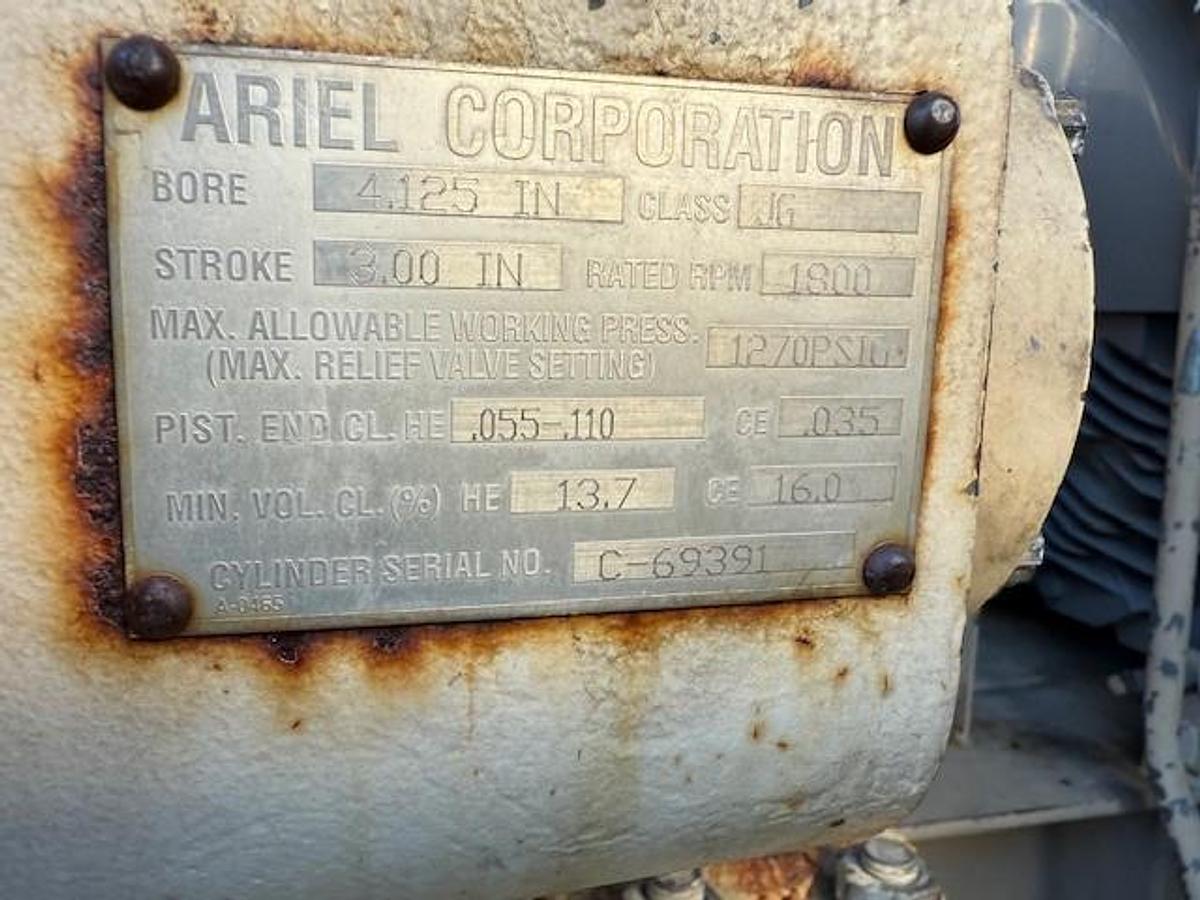 ARIEL CORPORATION
BORE 4.125 IN CLASS JG
STROKE 3.00 IN RATED RPM 1800
MAX. ALLOWABLE WORKING PRESS.
(MAX. RELIEF VALVE SETTING) 1270PSIG
PIST. END CL. HE .055-.110 CE .035
MIN. VOL. CL. (%) HE 13.7 CE 16.0
CYLINDER SERIAL NO. C-69391
A-0465